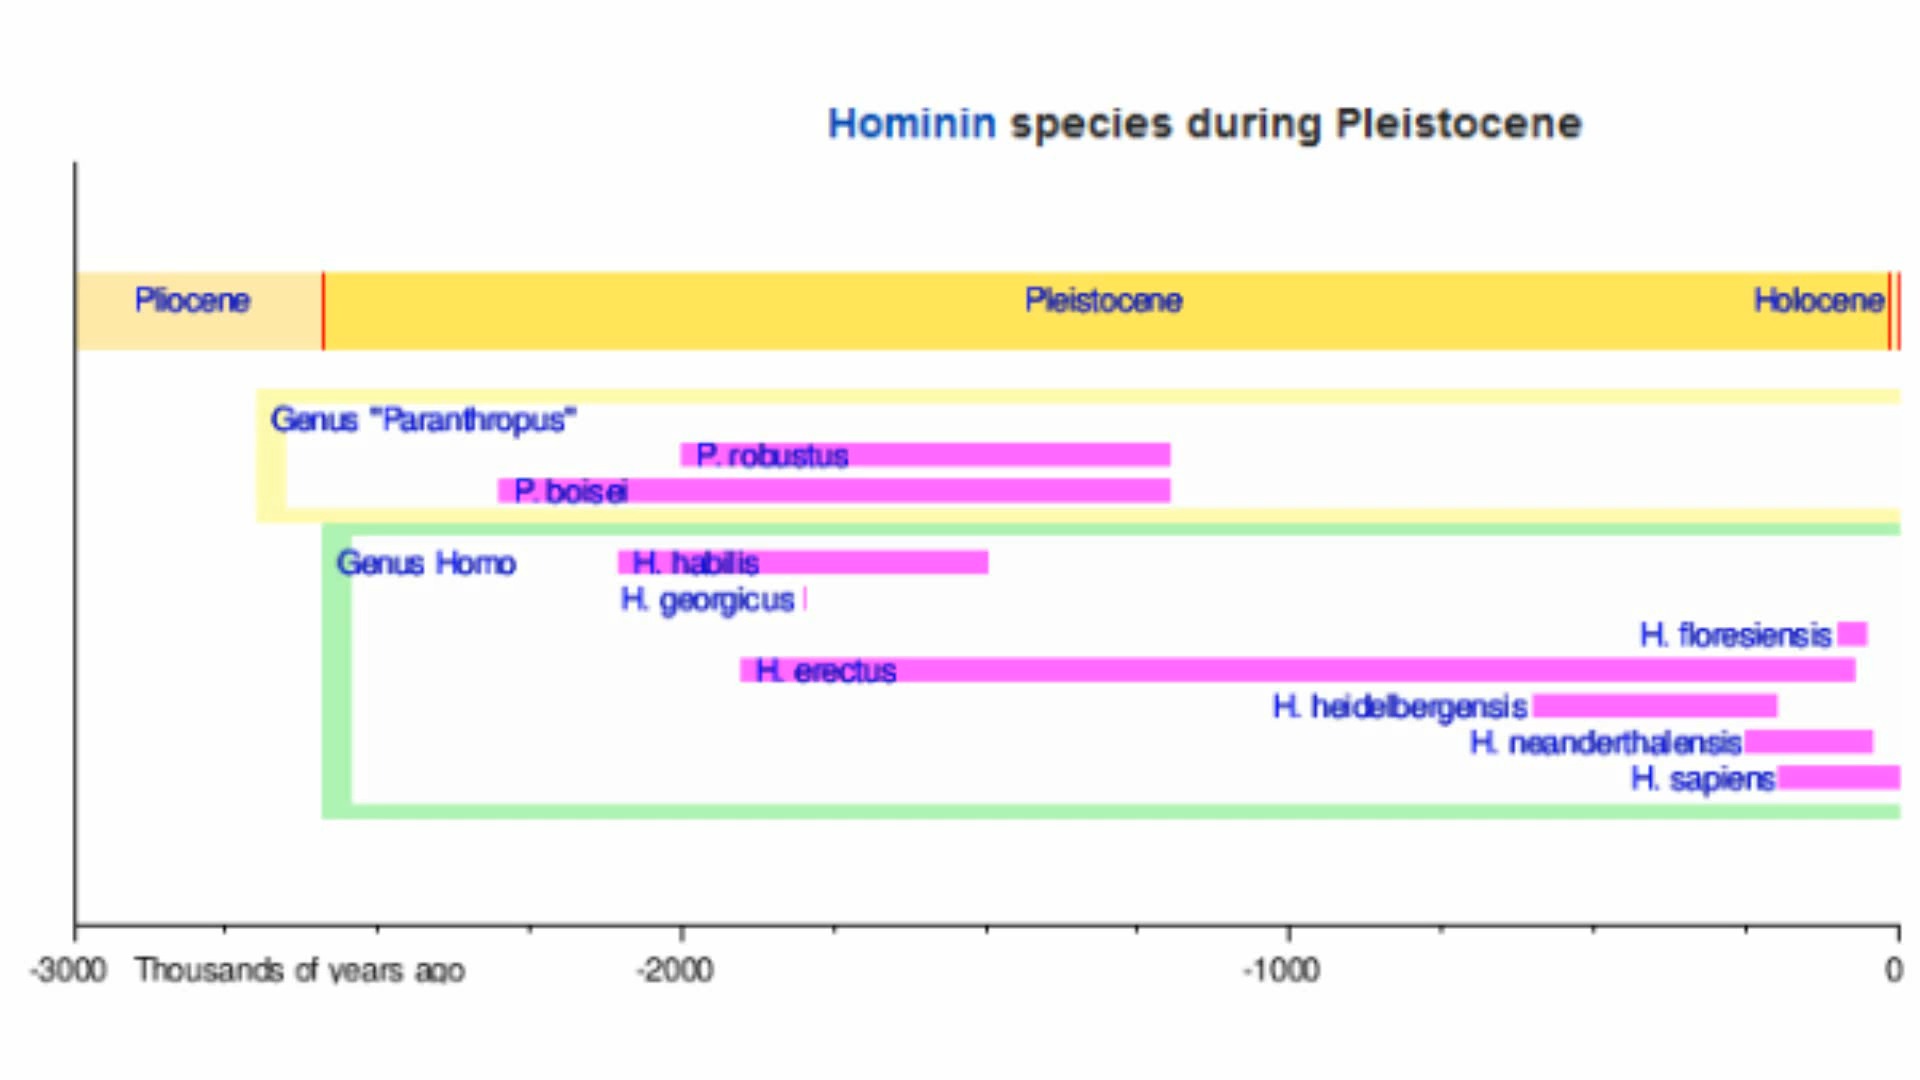 Hominin species during Pleistocene
Pliocene Pleistocene Holocene
Genus "Paranthropus"
P. robustus
P. boisei
Genus Homo H. habilis
H. georgicus
H. floresiensis
H. erectus
H. heidelbergensis
H. neanderthalensis
H. sapiens
-3000 Thousands of years ago -2000 -1000 0